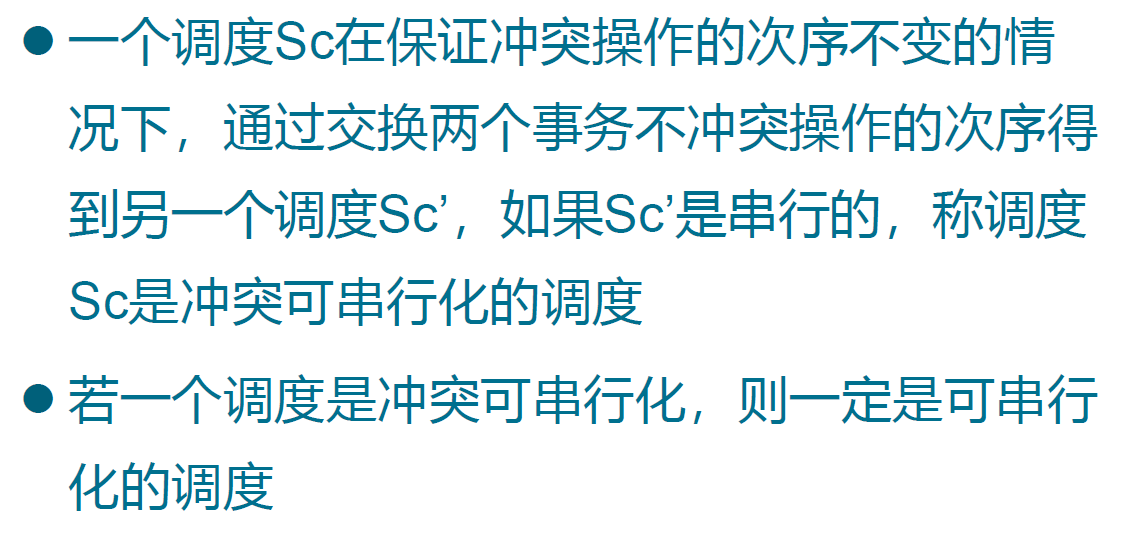 ● 一个调度Sc在保证冲突操作的次序不变的情
况下，通过交换两个事务不冲突操作的次序得
到另一个调度Sc’，如果Sc’是串行的，称调度
Sc是冲突可串行化的调度
● 若一个调度是冲突可串行化，则一定是可串行
化的调度